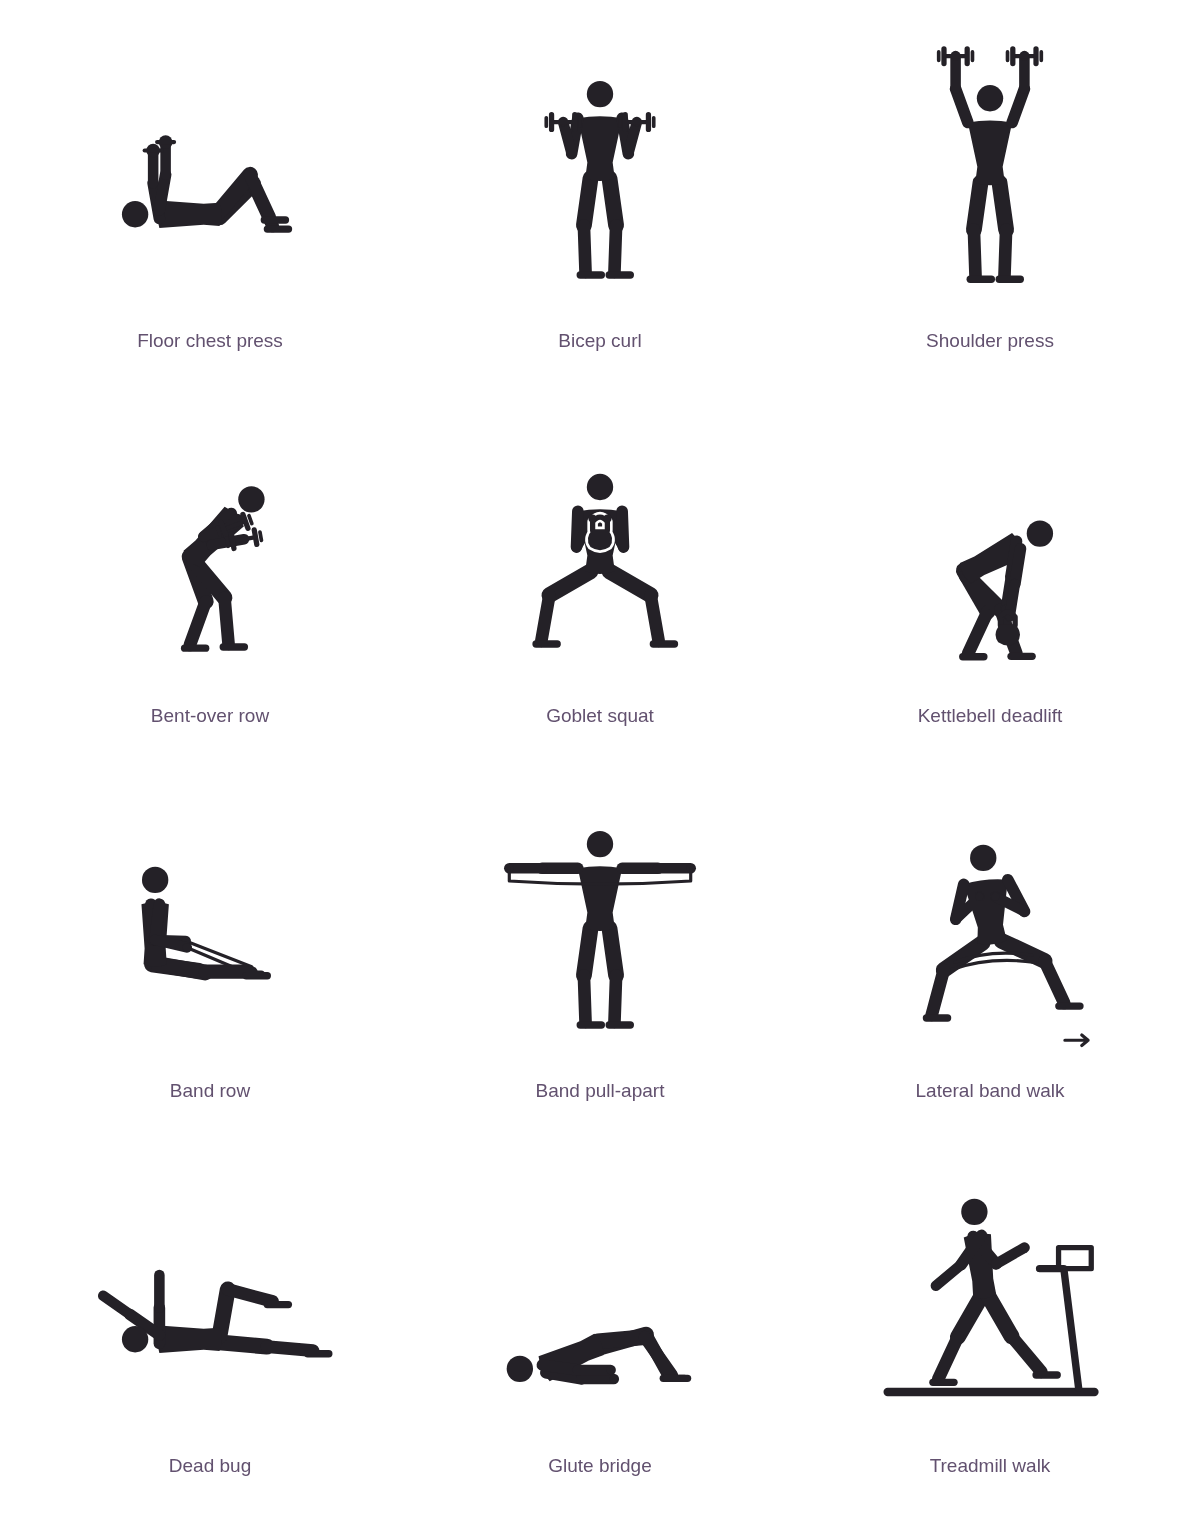 Floor chest press
Bicep curl
Shoulder press
Bent-over row
Goblet squat
Kettlebell deadlift
Band row
Band pull-apart
Lateral band walk
Dead bug
Glute bridge
Treadmill walk